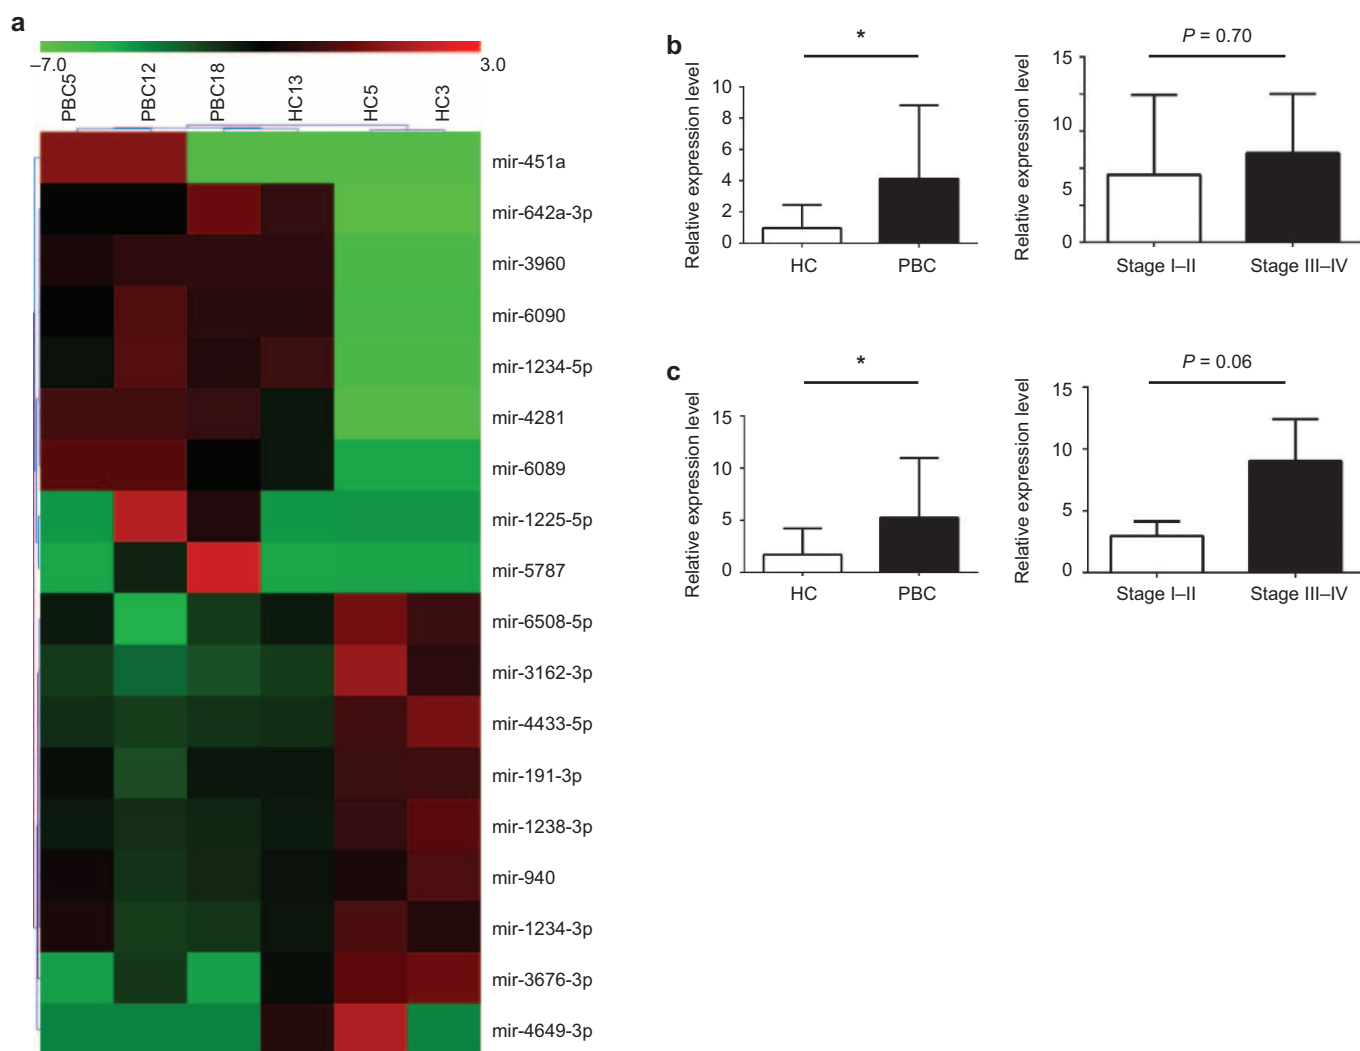 a
–7.0
3.0
PBC5
PBC12
PBC18
HC13
HC5
HC3
mir-451a
mir-642a-3p
mir-3960
mir-6090
mir-1234-5p
mir-4281
mir-6089
mir-1225-5p
mir-5787
mir-6508-5p
mir-3162-3p
mir-4433-5p
mir-191-3p
mir-1238-3p
mir-940
mir-1234-3p
mir-3676-3p
mir-4649-3p
b
*
Relative expression level
10
8
6
4
2
0
HC
PBC
P = 0.70
Relative expression level
15
10
5
0
Stage I–II
Stage III–IV
c
*
Relative expression level
15
10
5
0
HC
PBC
P = 0.06
Relative expression level
15
10
5
0
Stage I–II
Stage III–IV